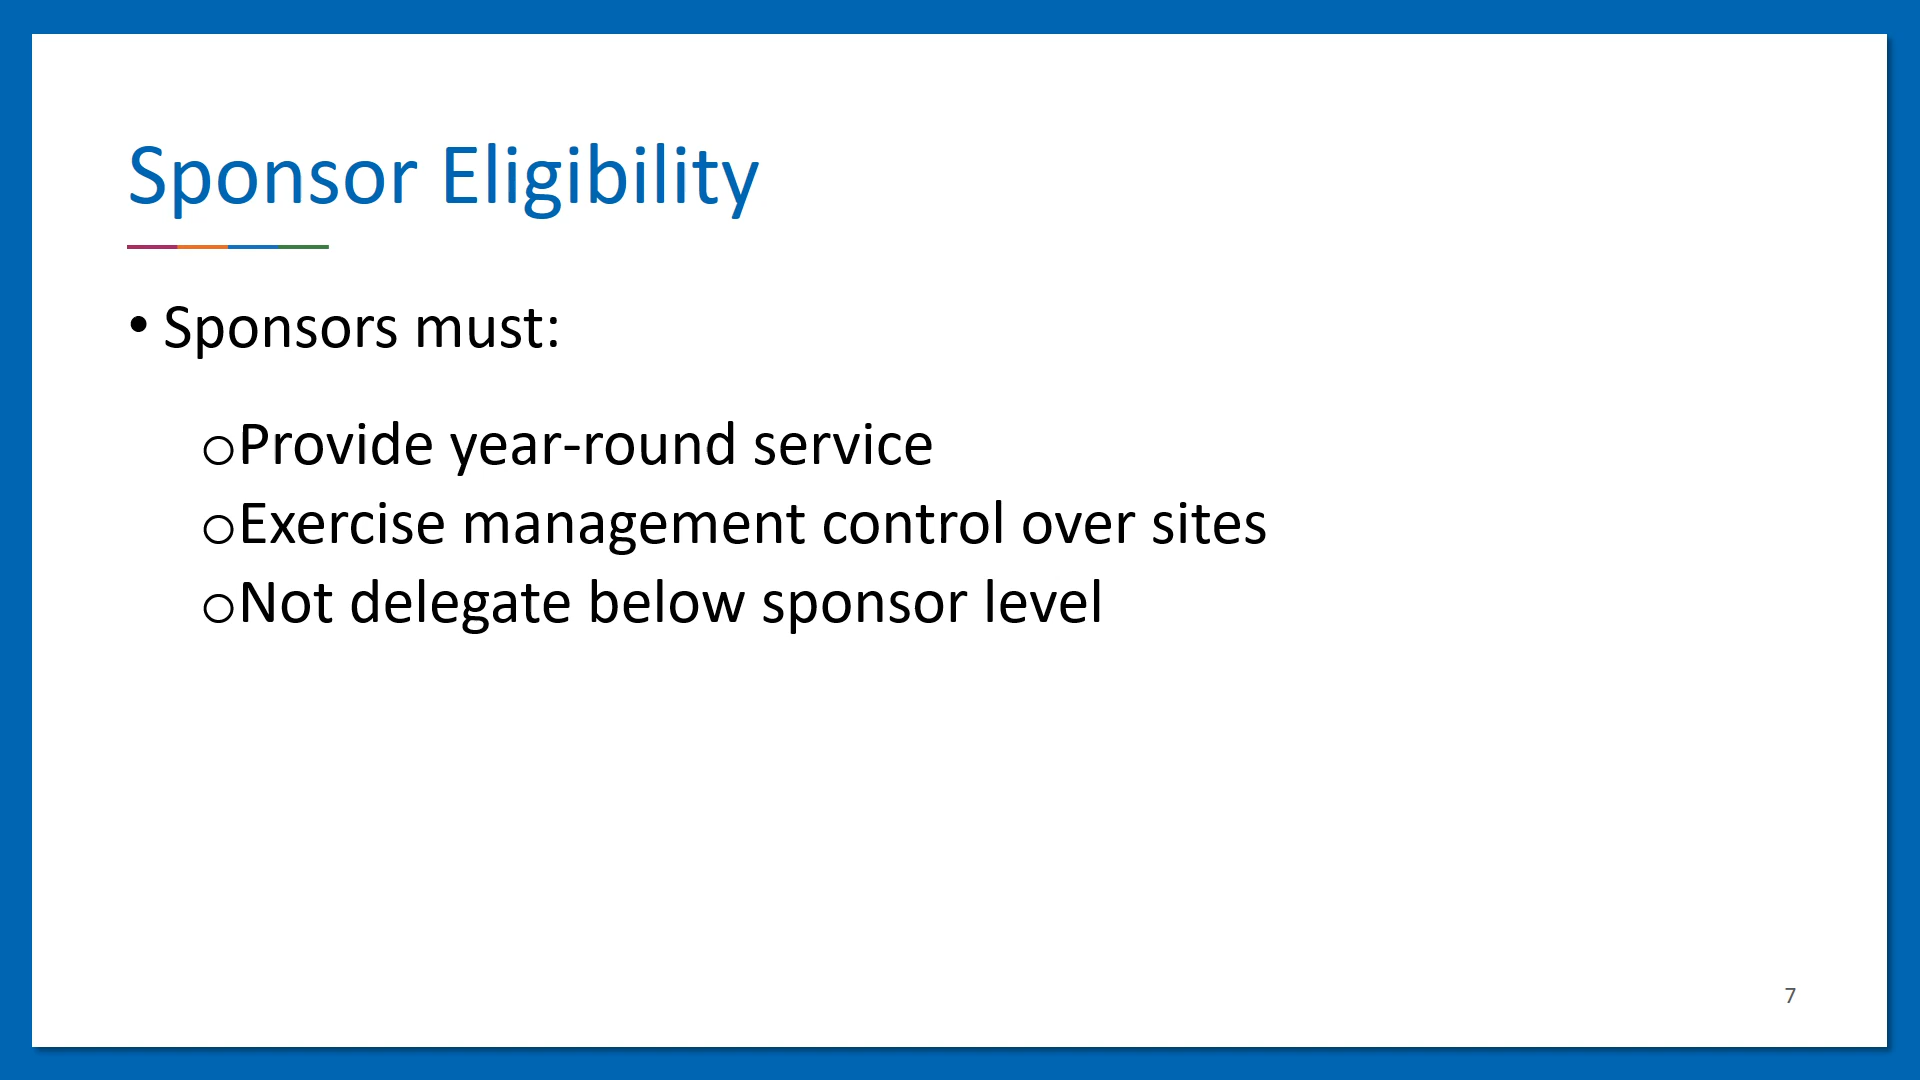 Sponsor Eligibility
• Sponsors must:
oProvide year-round service
oExercise management control over sites
oNot delegate below sponsor level
7